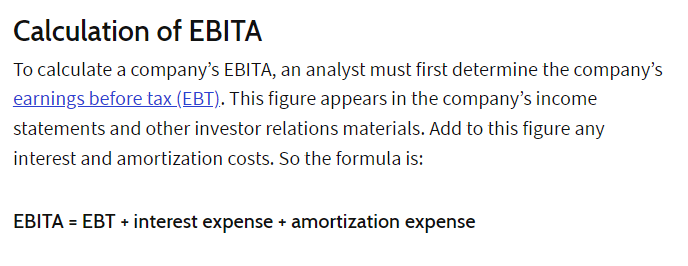 Calculation of EBITA
To calculate a company’s EBITA, an analyst must first determine the company’s
earnings before tax (EBT). This figure appears in the company’s income
statements and other investor relations materials. Add to this figure any
interest and amortization costs. So the formula is:
EBITA = EBT + interest expense + amortization expense